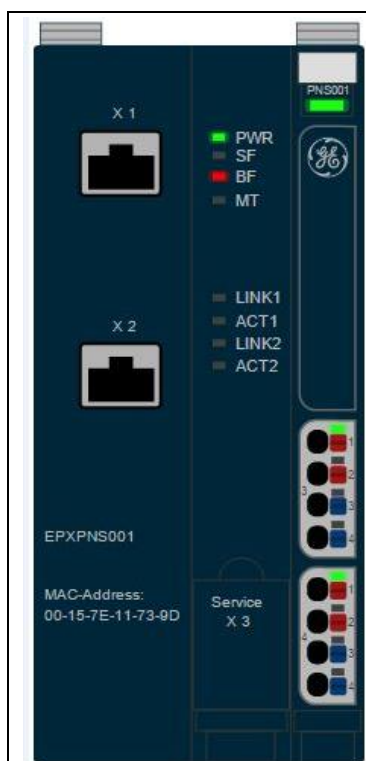 PNS001
X 1
PWR
SF
BF
MT
LINK1
ACT1
X 2
LINK2
ACT2
1
2
3
3
4
EPXPNS001
MAC-Address:
00-15-7E-11-73-9D
Service
X 3
1
2
4
3
4
GE